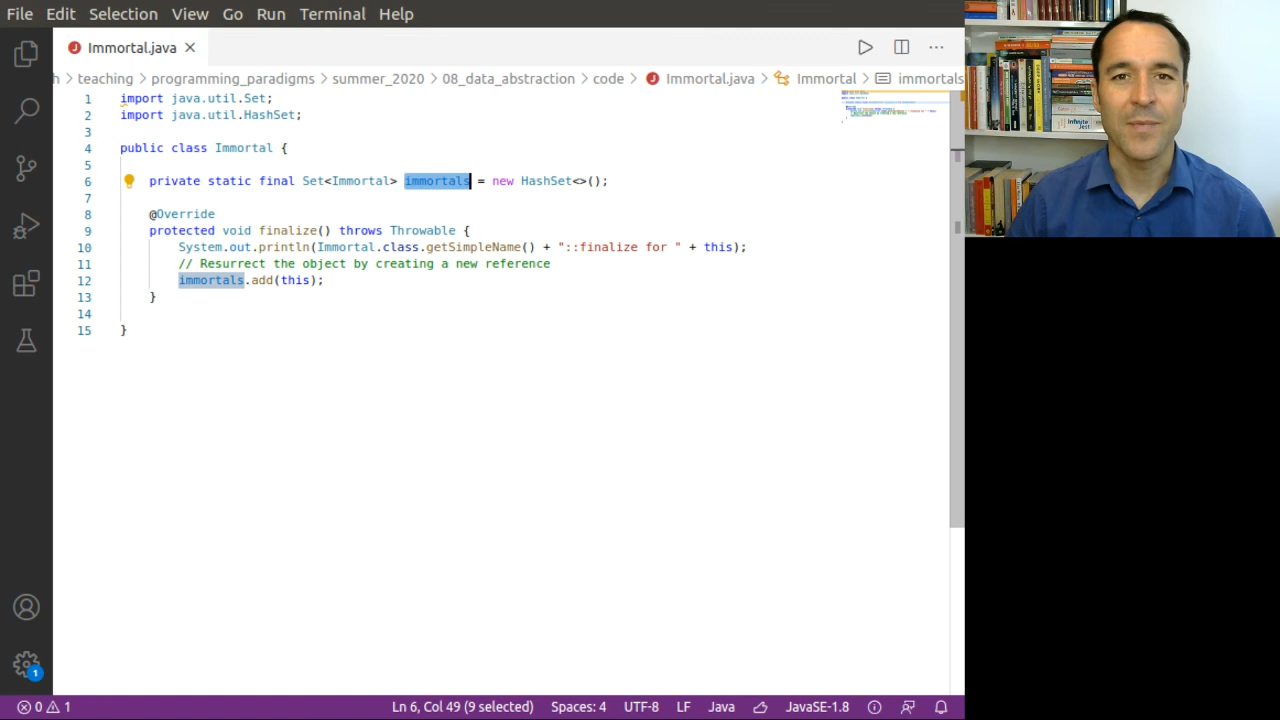 File Edit Selection View Go Run Terminal Help
Immortal.java
h › teaching › programming_paradigms › summer_2020 › 08_data_abstraction › code › Immortal.java › Immortal › immortals
1 import java.util.Set;
2 import java.util.HashSet;
3
4 public class Immortal {
5
6 private static final Set<Immortal> immortals = new HashSet<>();
7
8 @Override
9 protected void finalize() throws Throwable {
10 System.out.println(Immortal.class.getSimpleName() + "::finalize for " + this);
11 // Resurrect the object by creating a new reference
12 immortals.add(this);
13 }
14
15 }
1
0 1 Ln 6, Col 49 (9 selected) Spaces: 4 UTF-8 LF Java JavaSE-1.8
Infinite
Jest